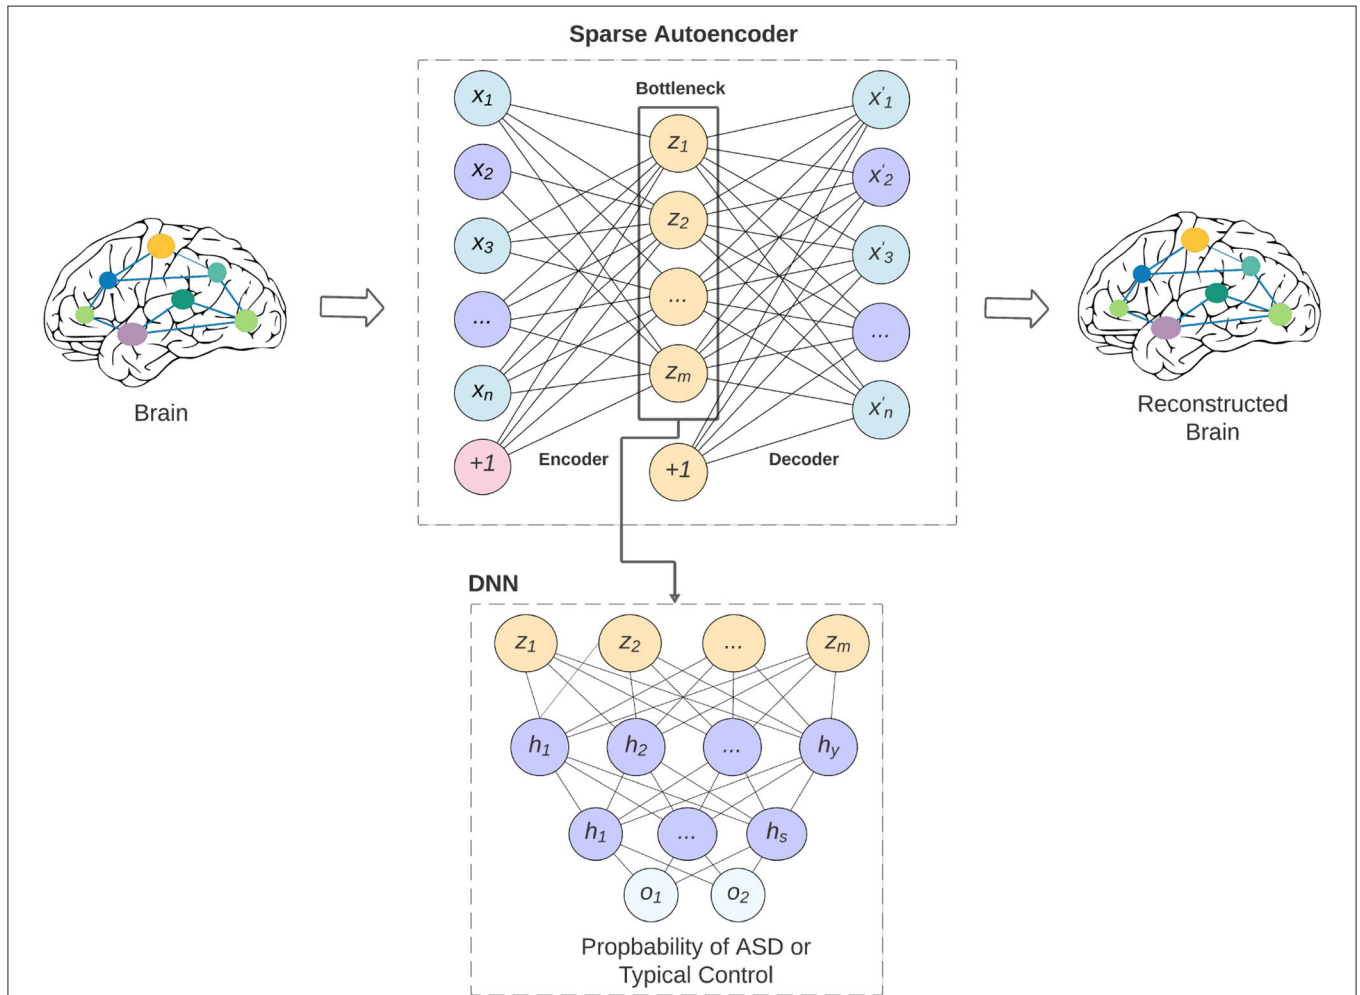 Sparse Autoencoder
Bottleneck
x1
x2
x3
...
xn
+1
z1
z2
...
zm
+1
x'1
x'2
x'3
...
x'n
Encoder
Decoder
Brain
Reconstructed
Brain
DNN
z1
z2
...
zm
h1
h2
...
hy
h1
...
hs
o1
o2
Propbability of ASD or
Typical Control